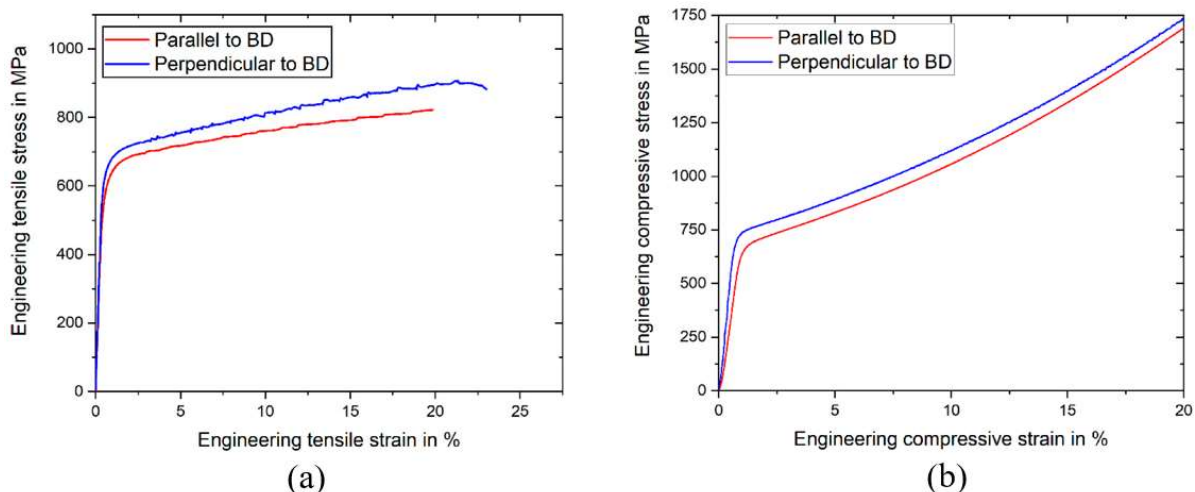 Engineering tensile stress in MPa
1000
800
600
400
200
0
Parallel to BD
Perpendicular to BD
0 5 10 15 20 25
Engineering tensile strain in %
(a)
Engineering compressive stress in MPa
1750
1500
1250
1000
750
500
250
0
Parallel to BD
Perpendicular to BD
0 5 10 15 20
Engineering compressive strain in %
(b)